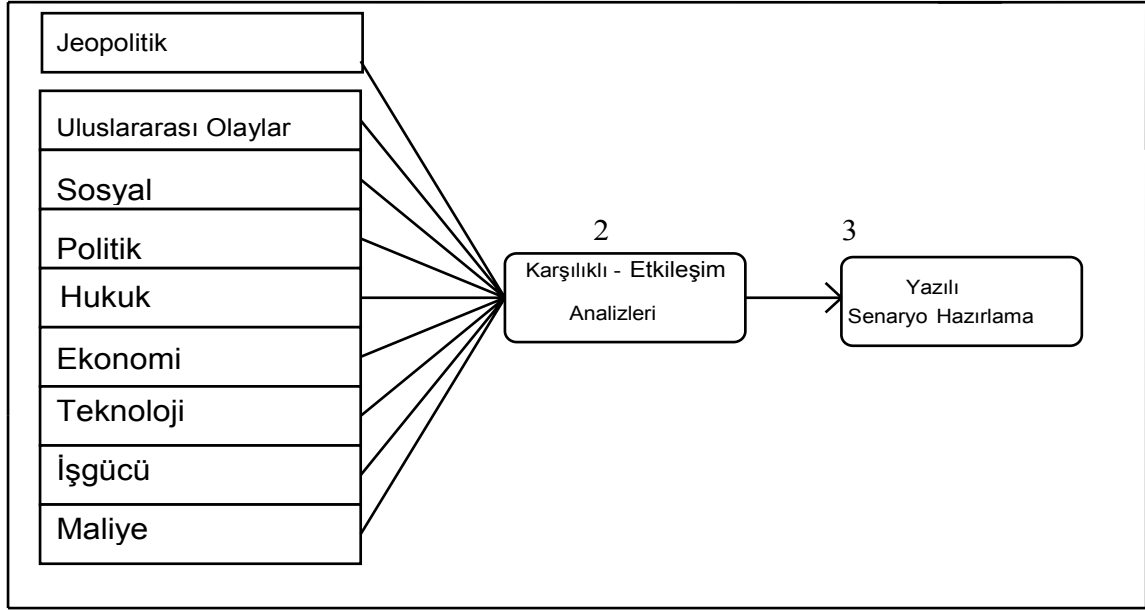 Jeopolitik
Uluslararası Olaylar
Sosyal
Politik
Hukuk
Ekonomi
Teknoloji
İşgücü
Maliye
2
Karşılıklı - Etkileşim
Analizleri
3
Yazılı
Senaryo Hazırlama